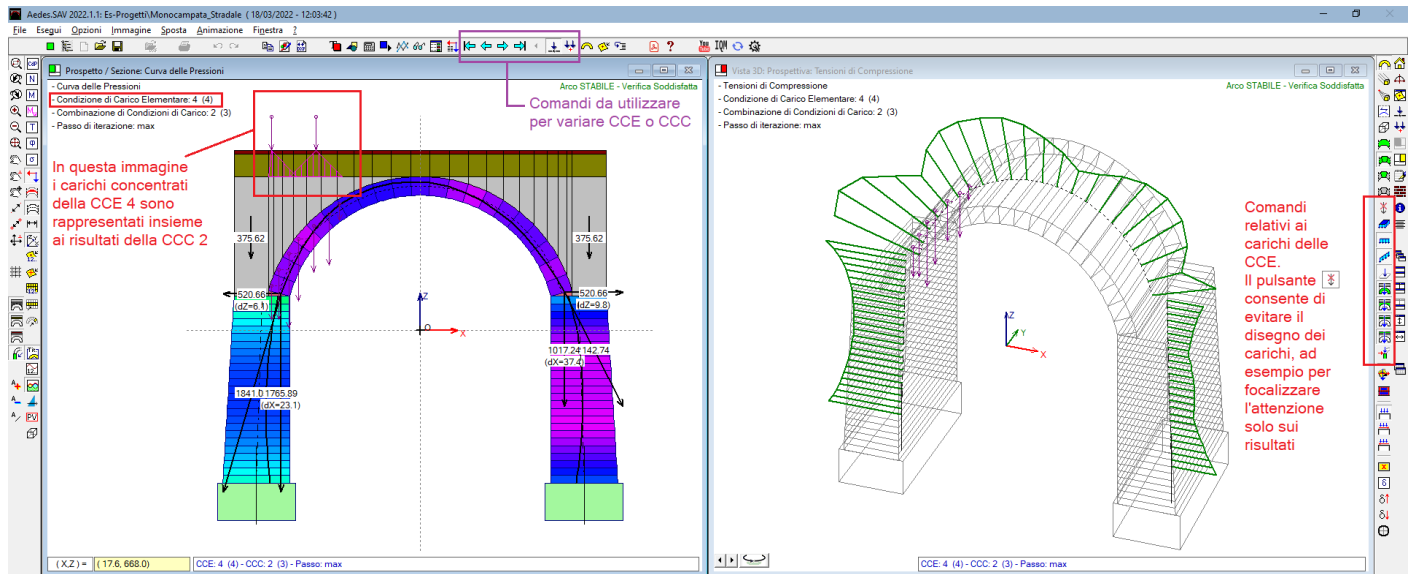 Aedes.SAV 2022.1.1: Es-Progetti\Monocampata_Stradale ( 18/03/2022 - 12:03:42 )
File Esegui Opzioni Immagine Sposta Animazione Finestra ?
Prospetto / Sezione: Curva delle Pressioni
- Curva delle Pressioni
Arco STABILE - Verifica Soddisfatta
- Condizione di Carico Elementare: 4 (4)
- Combinazione di Condizioni di Carico: 2 (3)
- Passo di iterazione: max
Comandi da utilizzare
per variare CCE o CCC
In questa immagine
i carichi concentrati
della CCE 4 sono
rappresentati insieme
ai risultati della CCC 2
375.62
375.62
520.66
520.66
(dZ=9.8)
Z
X
O
1017.24
142.74
(dX=37.4)
1841.0
1765.89
(dX=23.1)
( X,Z ) =
( 17.6, 668.0)
CCE: 4 (4) - CCC: 2 (3) - Passo: max
Vista 3D: Prospettiva: Tensioni di Compressione
- Tensioni di Compressione
Arco STABILE - Verifica Soddisfatta
- Condizione di Carico Elementare: 4 (4)
- Combinazione di Condizioni di Carico: 2 (3)
- Passo di iterazione: max
Z
Y
X
Comandi
relativi ai
carichi delle
CCE.
Il pulsante
consente di
evitare il
disegno dei
carichi, ad
esempio per
focalizzare
l'attenzione
solo sui
risultati
CCE: 4 (4) - CCC: 2 (3) - Passo: max